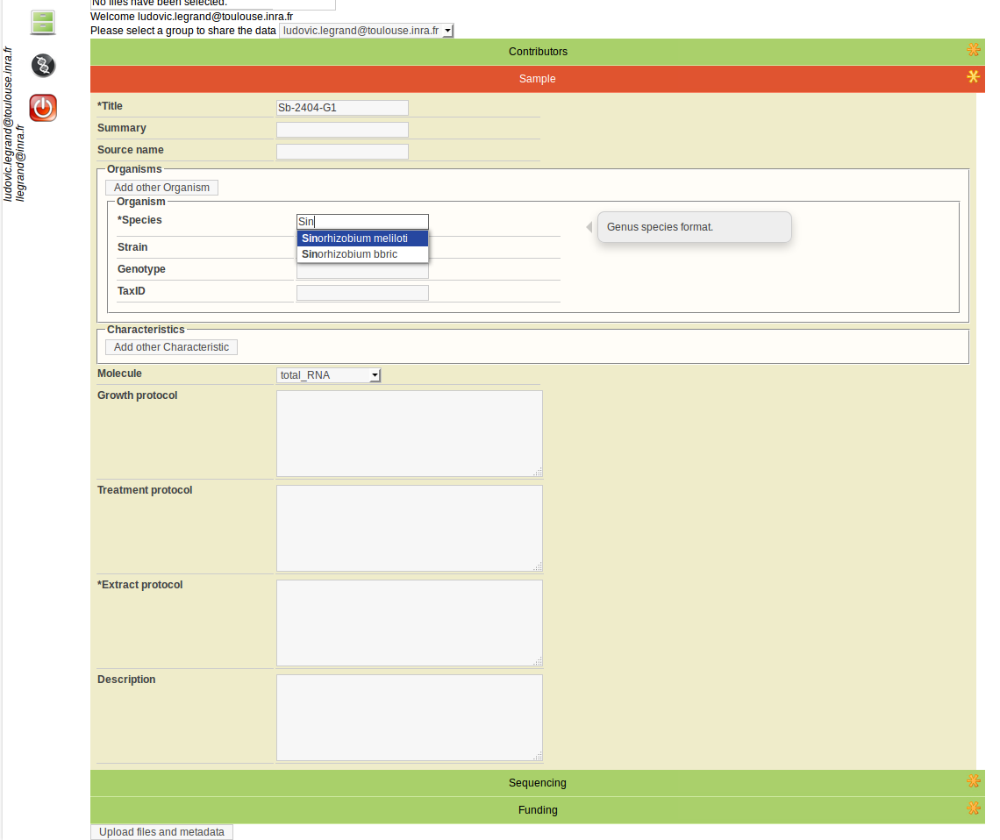 No files have been selected.
Welcome ludovic.legrand@toulouse.inra.fr
Please select a group to share the data ludovic.legrand@toulouse.inra.fr
ludovic.legrand@toulouse.inra.fr
llegrand@inra.fr
Contributors
Sample
*Title Sb-2404-G1
Summary
Source name
Organisms
Add other Organism
Organism
*Species Sin
Genus species format.
Sinorhizobium meliloti
Sinorhizobium bbric
Strain
Genotype
TaxID
Characteristics
Add other Characteristic
Molecule total_RNA
Growth protocol
Treatment protocol
*Extract protocol
Description
Sequencing
Funding
Upload files and metadata